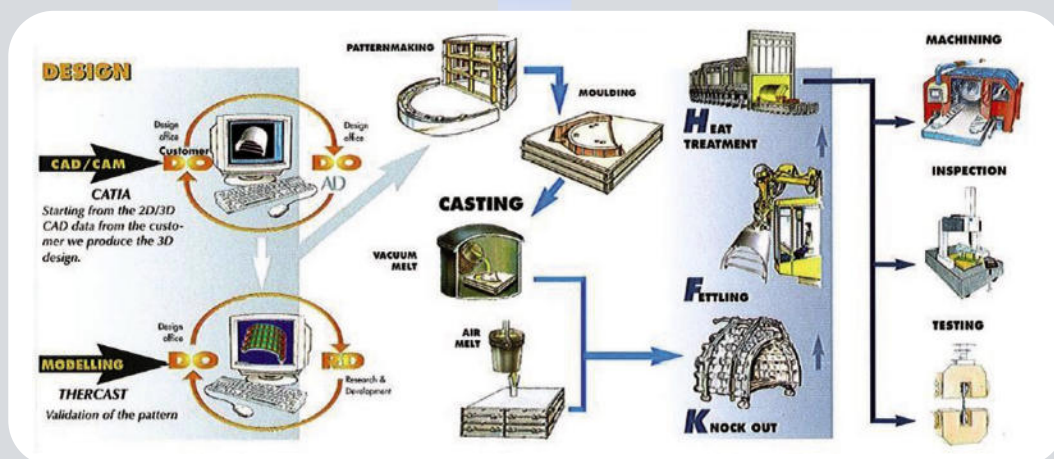 DESIGN
Design
office
Customer
DO
Design
office
DO
AD
CAD/CAM
CATIA
Starting from the 2D/3D
CAD data from the custo-
mer we produce the 3D
design.
Design
office
DO
R&D
Research &
Development
MODELLING
THERCAST
Validation of the pattern
PATTERNMAKING
MOULDING
CASTING
VACUUM
MELT
AIR
MELT
HEAT
TREATMENT
FETTLING
KNOCK OUT
MACHINING
INSPECTION
TESTING